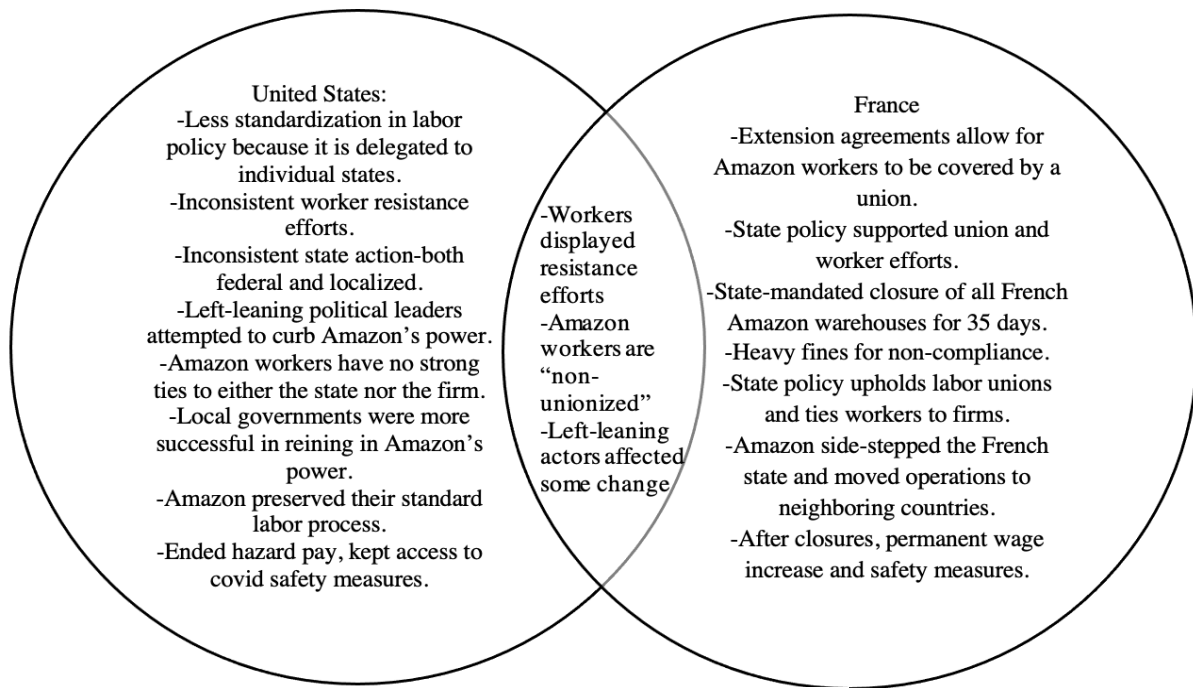 United States:
-Less standardization in labor
policy because it is delegated to
individual states.
-Inconsistent worker resistance
efforts.
-Inconsistent state action-both
federal and localized.
-Left-leaning political leaders
attempted to curb Amazon’s power.
-Amazon workers have no strong
ties to either the state nor the firm.
-Local governments were more
successful in reining in Amazon’s
power.
-Amazon preserved their standard
labor process.
-Ended hazard pay, kept access to
covid safety measures.
-Workers
displayed
resistance
efforts
-Amazon
workers are
“non-
unionized”
-Left-leaning
actors affected
some change
France
-Extension agreements allow for
Amazon workers to be covered by a
union.
-State policy supported union and
worker efforts.
-State-mandated closure of all French
Amazon warehouses for 35 days.
-Heavy fines for non-compliance.
-State policy upholds labor unions
and ties workers to firms.
-Amazon side-stepped the French
state and moved operations to
neighboring countries.
-After closures, permanent wage
increase and safety measures.